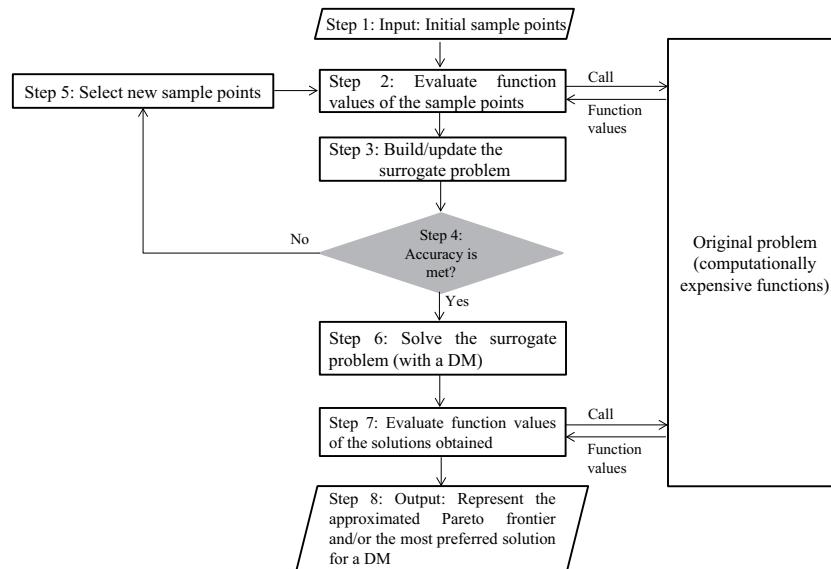 Step 1: Input: Initial sample points
Step 5: Select new sample points
Step 2: Evaluate function
values of the sample points
Call
Function
values
Step 3: Build/update the
surrogate problem
No
Step 4:
Accuracy is
met?
Yes
Original problem
(computationally
expensive functions)
Step 6: Solve the surrogate
problem (with a DM)
Step 7: Evaluate function values
of the solutions obtained
Call
Function
values
Step 8: Output: Represent the
approximated Pareto frontier
and/or the most preferred solution
for a DM